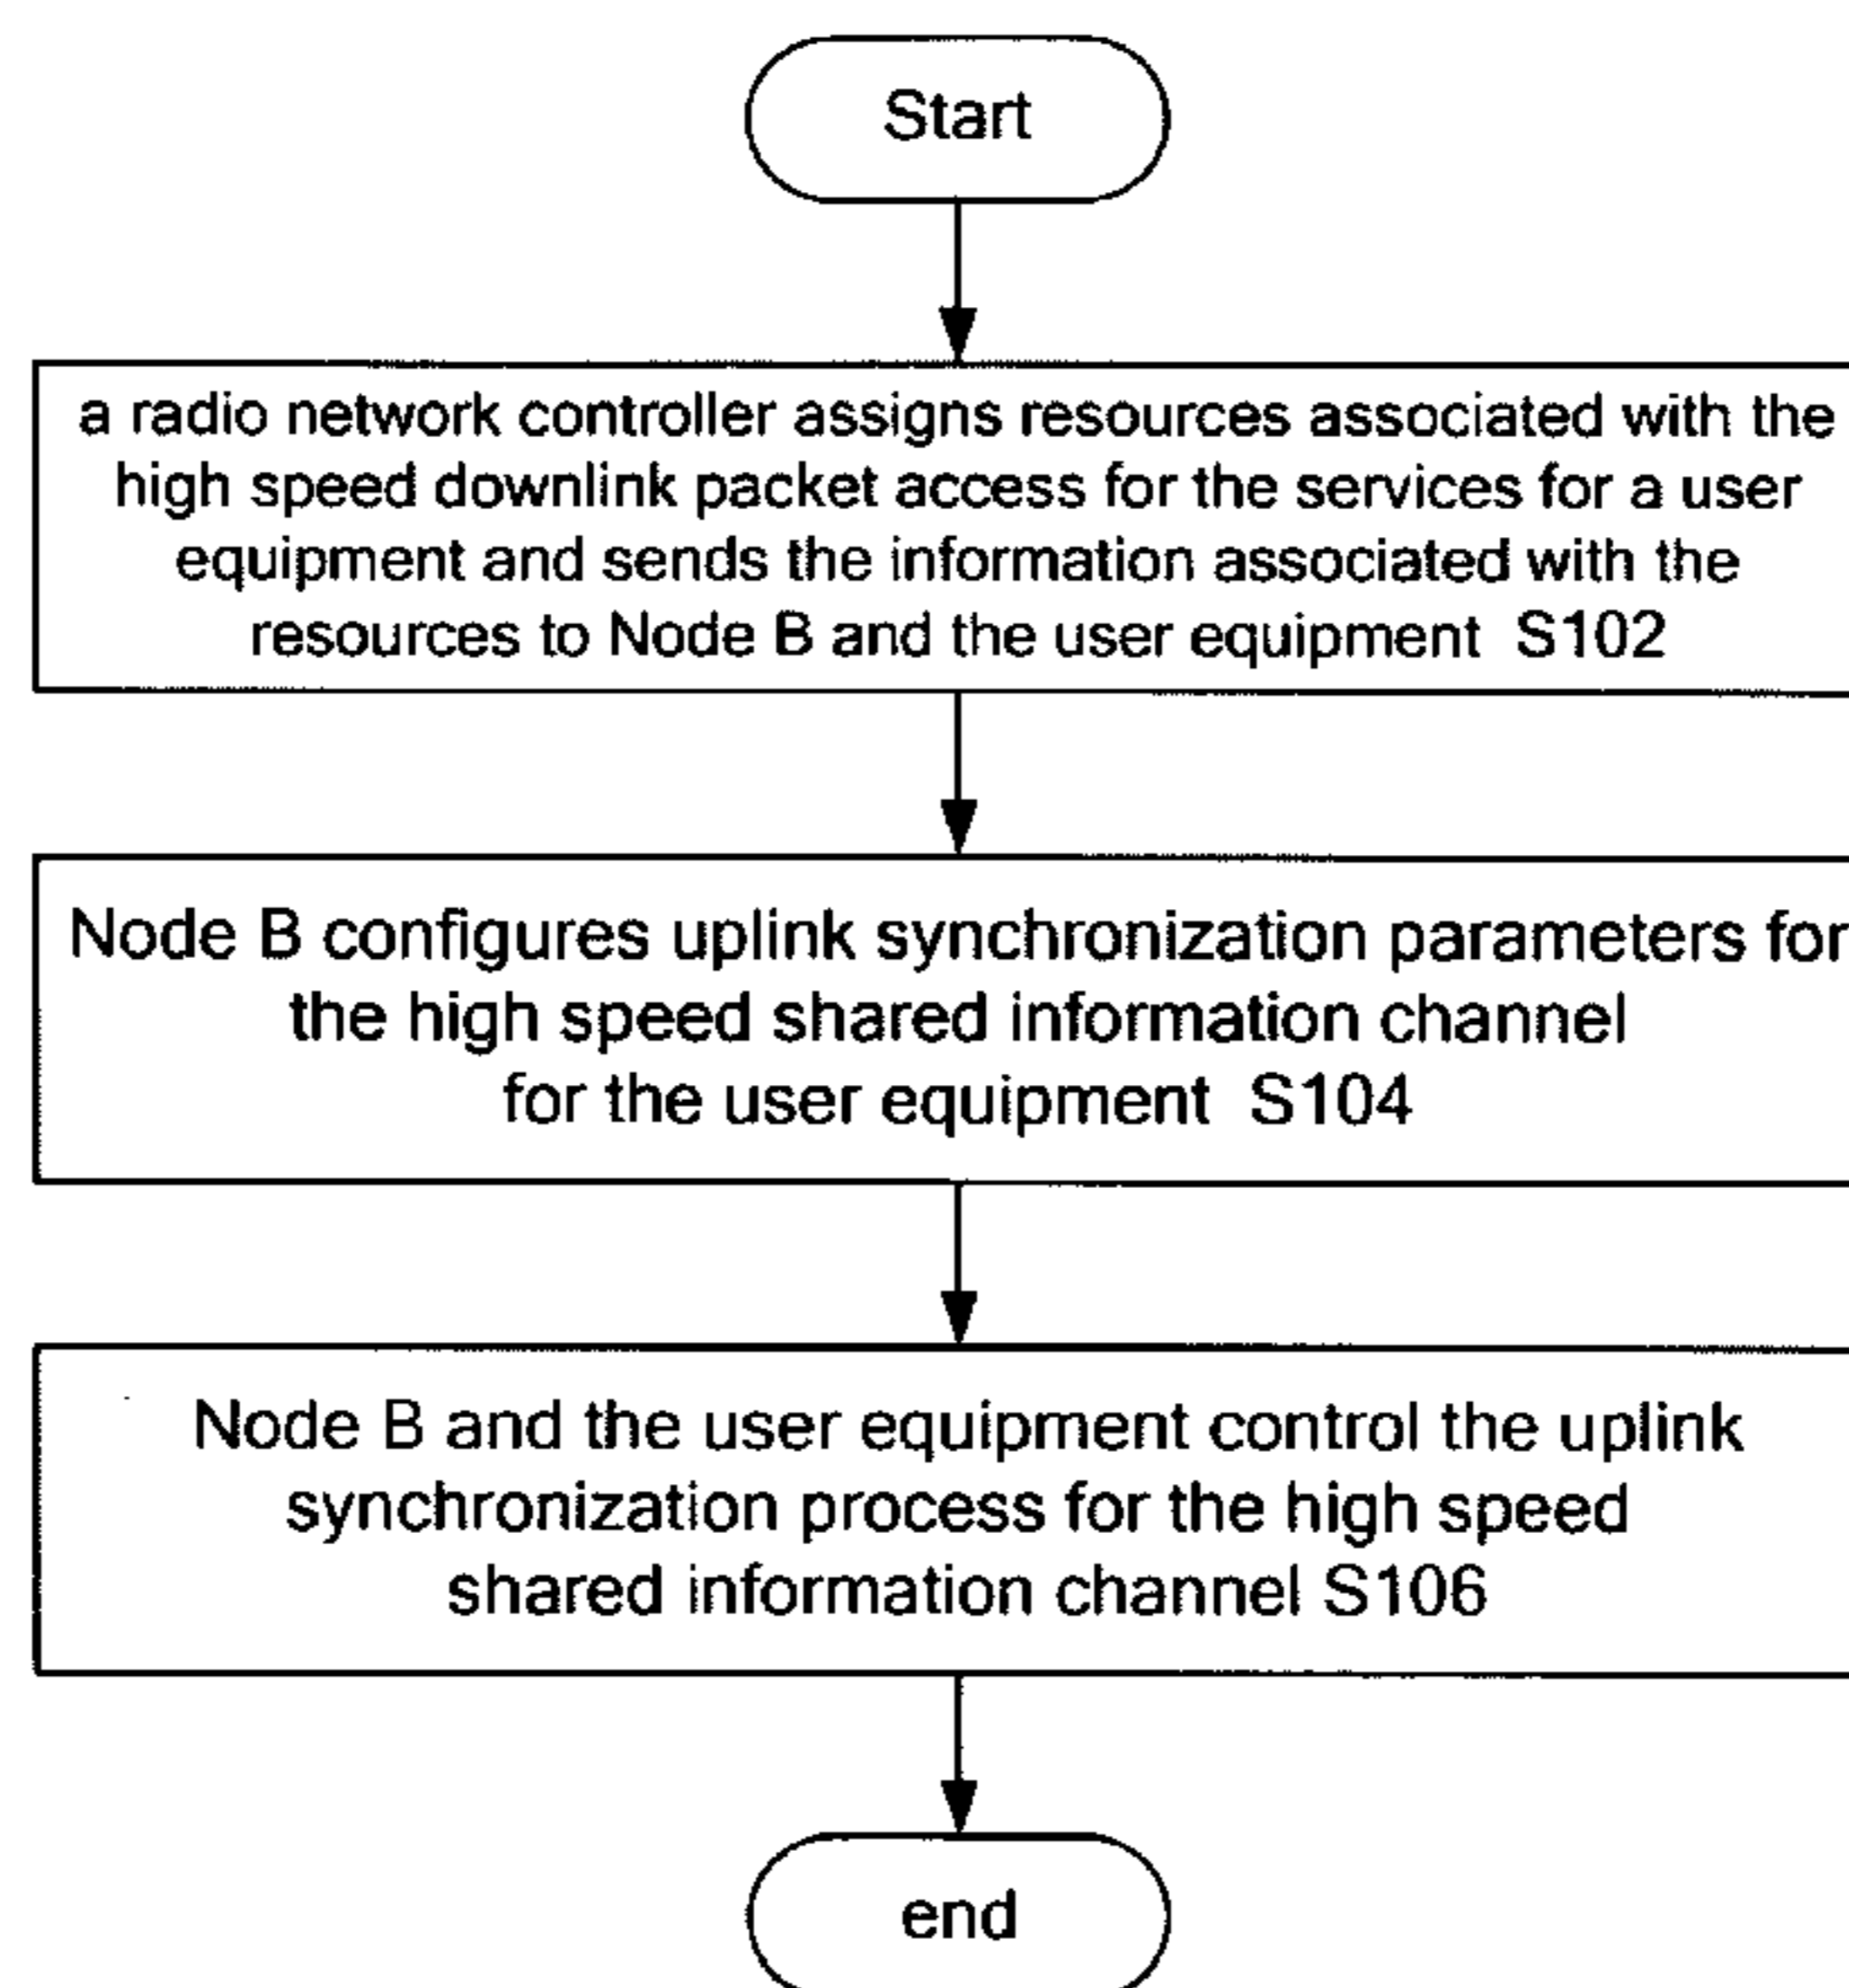 Start
a radio network controller assigns resources associated with the
high speed downlink packet access for the services for a user
equipment and sends the information associated with the
resources to Node B and the user equipment S102
Node B configures uplink synchronization parameters for
the high speed shared information channel
for the user equipment S104
Node B and the user equipment control the uplink
synchronization process for the high speed
shared information channel S106
end